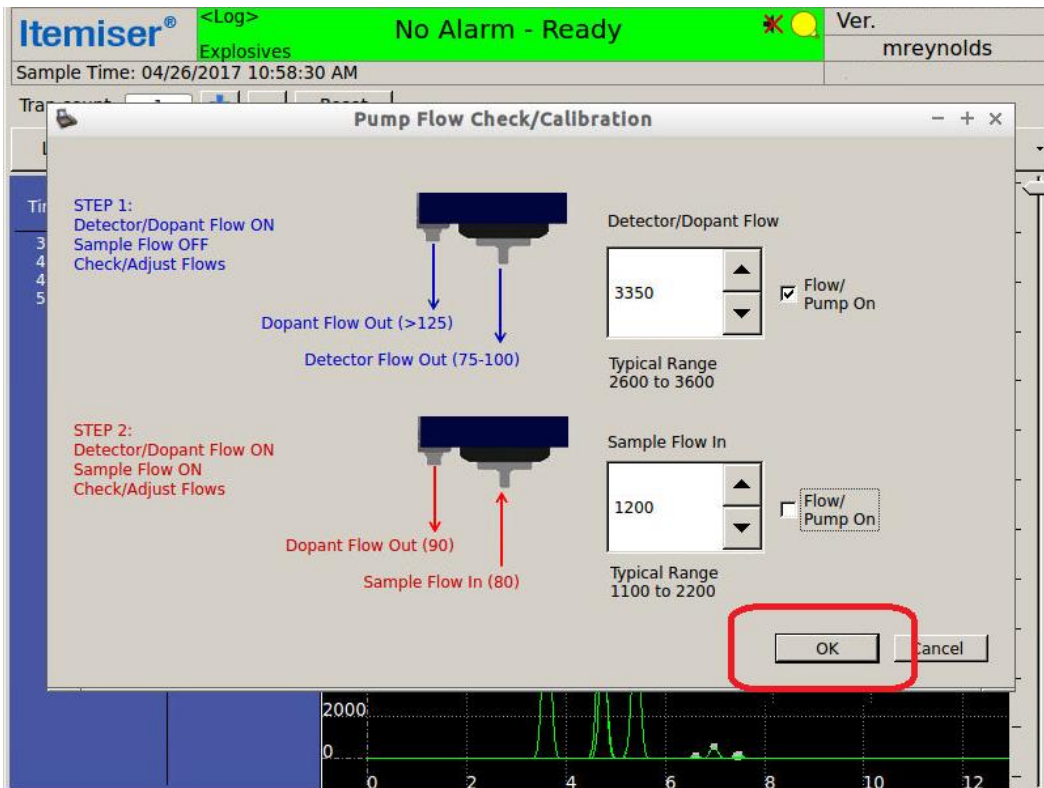 Itemiser®
<Log>
Explosives
No Alarm - Ready
Ver.
mreynolds
Sample Time: 04/26/2017 10:58:30 AM
Pump Flow Check/Calibration
STEP 1:
Detector/Dopant Flow ON
Sample Flow OFF
Check/Adjust Flows
Dopant Flow Out (>125)
Detector Flow Out (75-100)
Detector/Dopant Flow
3350
Flow/
Pump On
Typical Range
2600 to 3600
STEP 2:
Detector/Dopant Flow ON
Sample Flow ON
Check/Adjust Flows
Dopant Flow Out (90)
Sample Flow In (80)
Sample Flow In
1200
Flow/
Pump On
Typical Range
1100 to 2200
OK
Cancel
3
4
4
5
2000
0
0 2 4 6 8 10 12